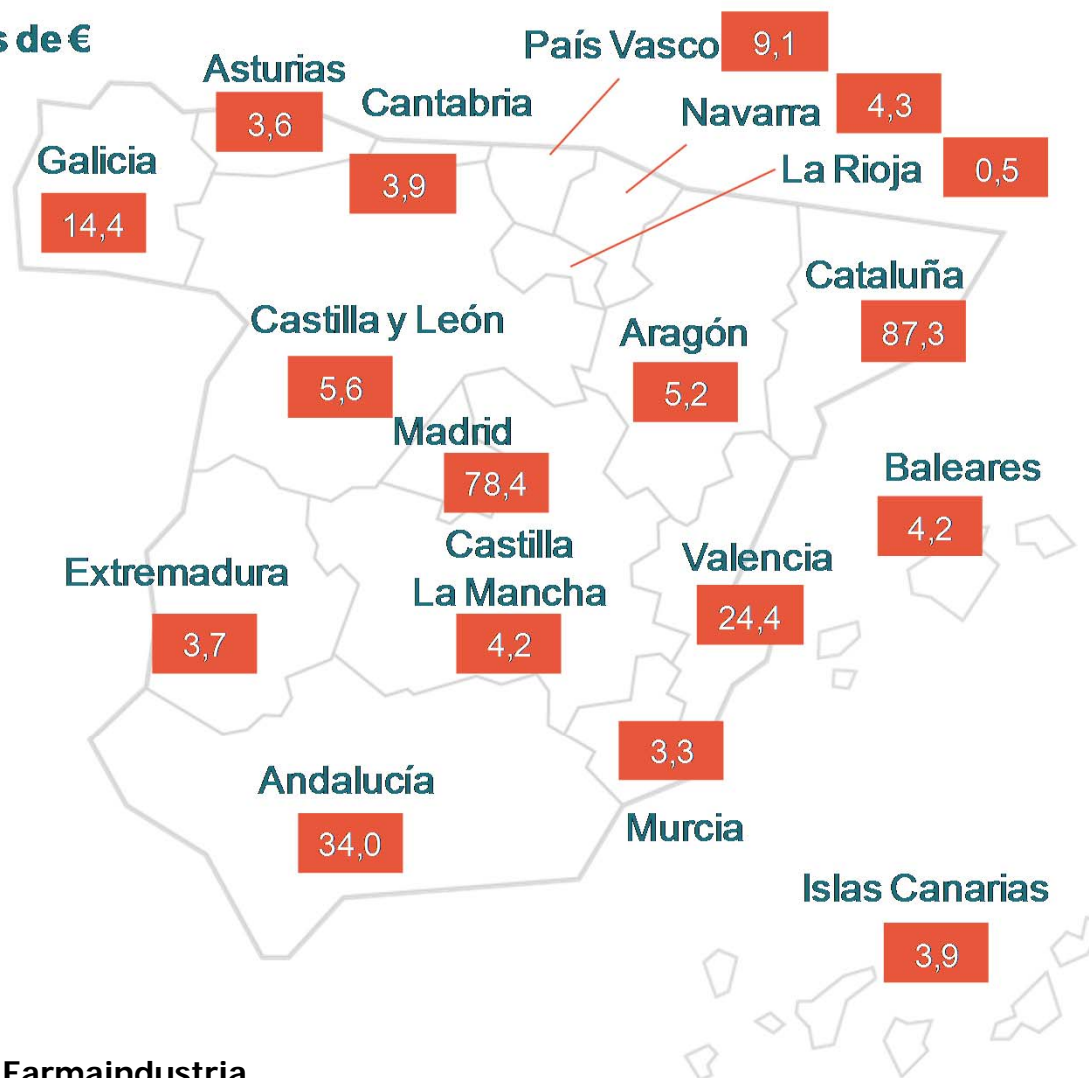 s de €
País Vasco 9,1
Asturias
3,6
Cantabria
3,9
Navarra 4,3
La Rioja 0,5
Galicia
14,4
Cataluña
87,3
Castilla y León
5,6
Aragón
5,2
Madrid
78,4
Baleares
4,2
Castilla
La Mancha
4,2
Valencia
24,4
Extremadura
3,7
3,3
Murcia
Andalucía
34,0
Islas Canarias
3,9
Farmaindustria